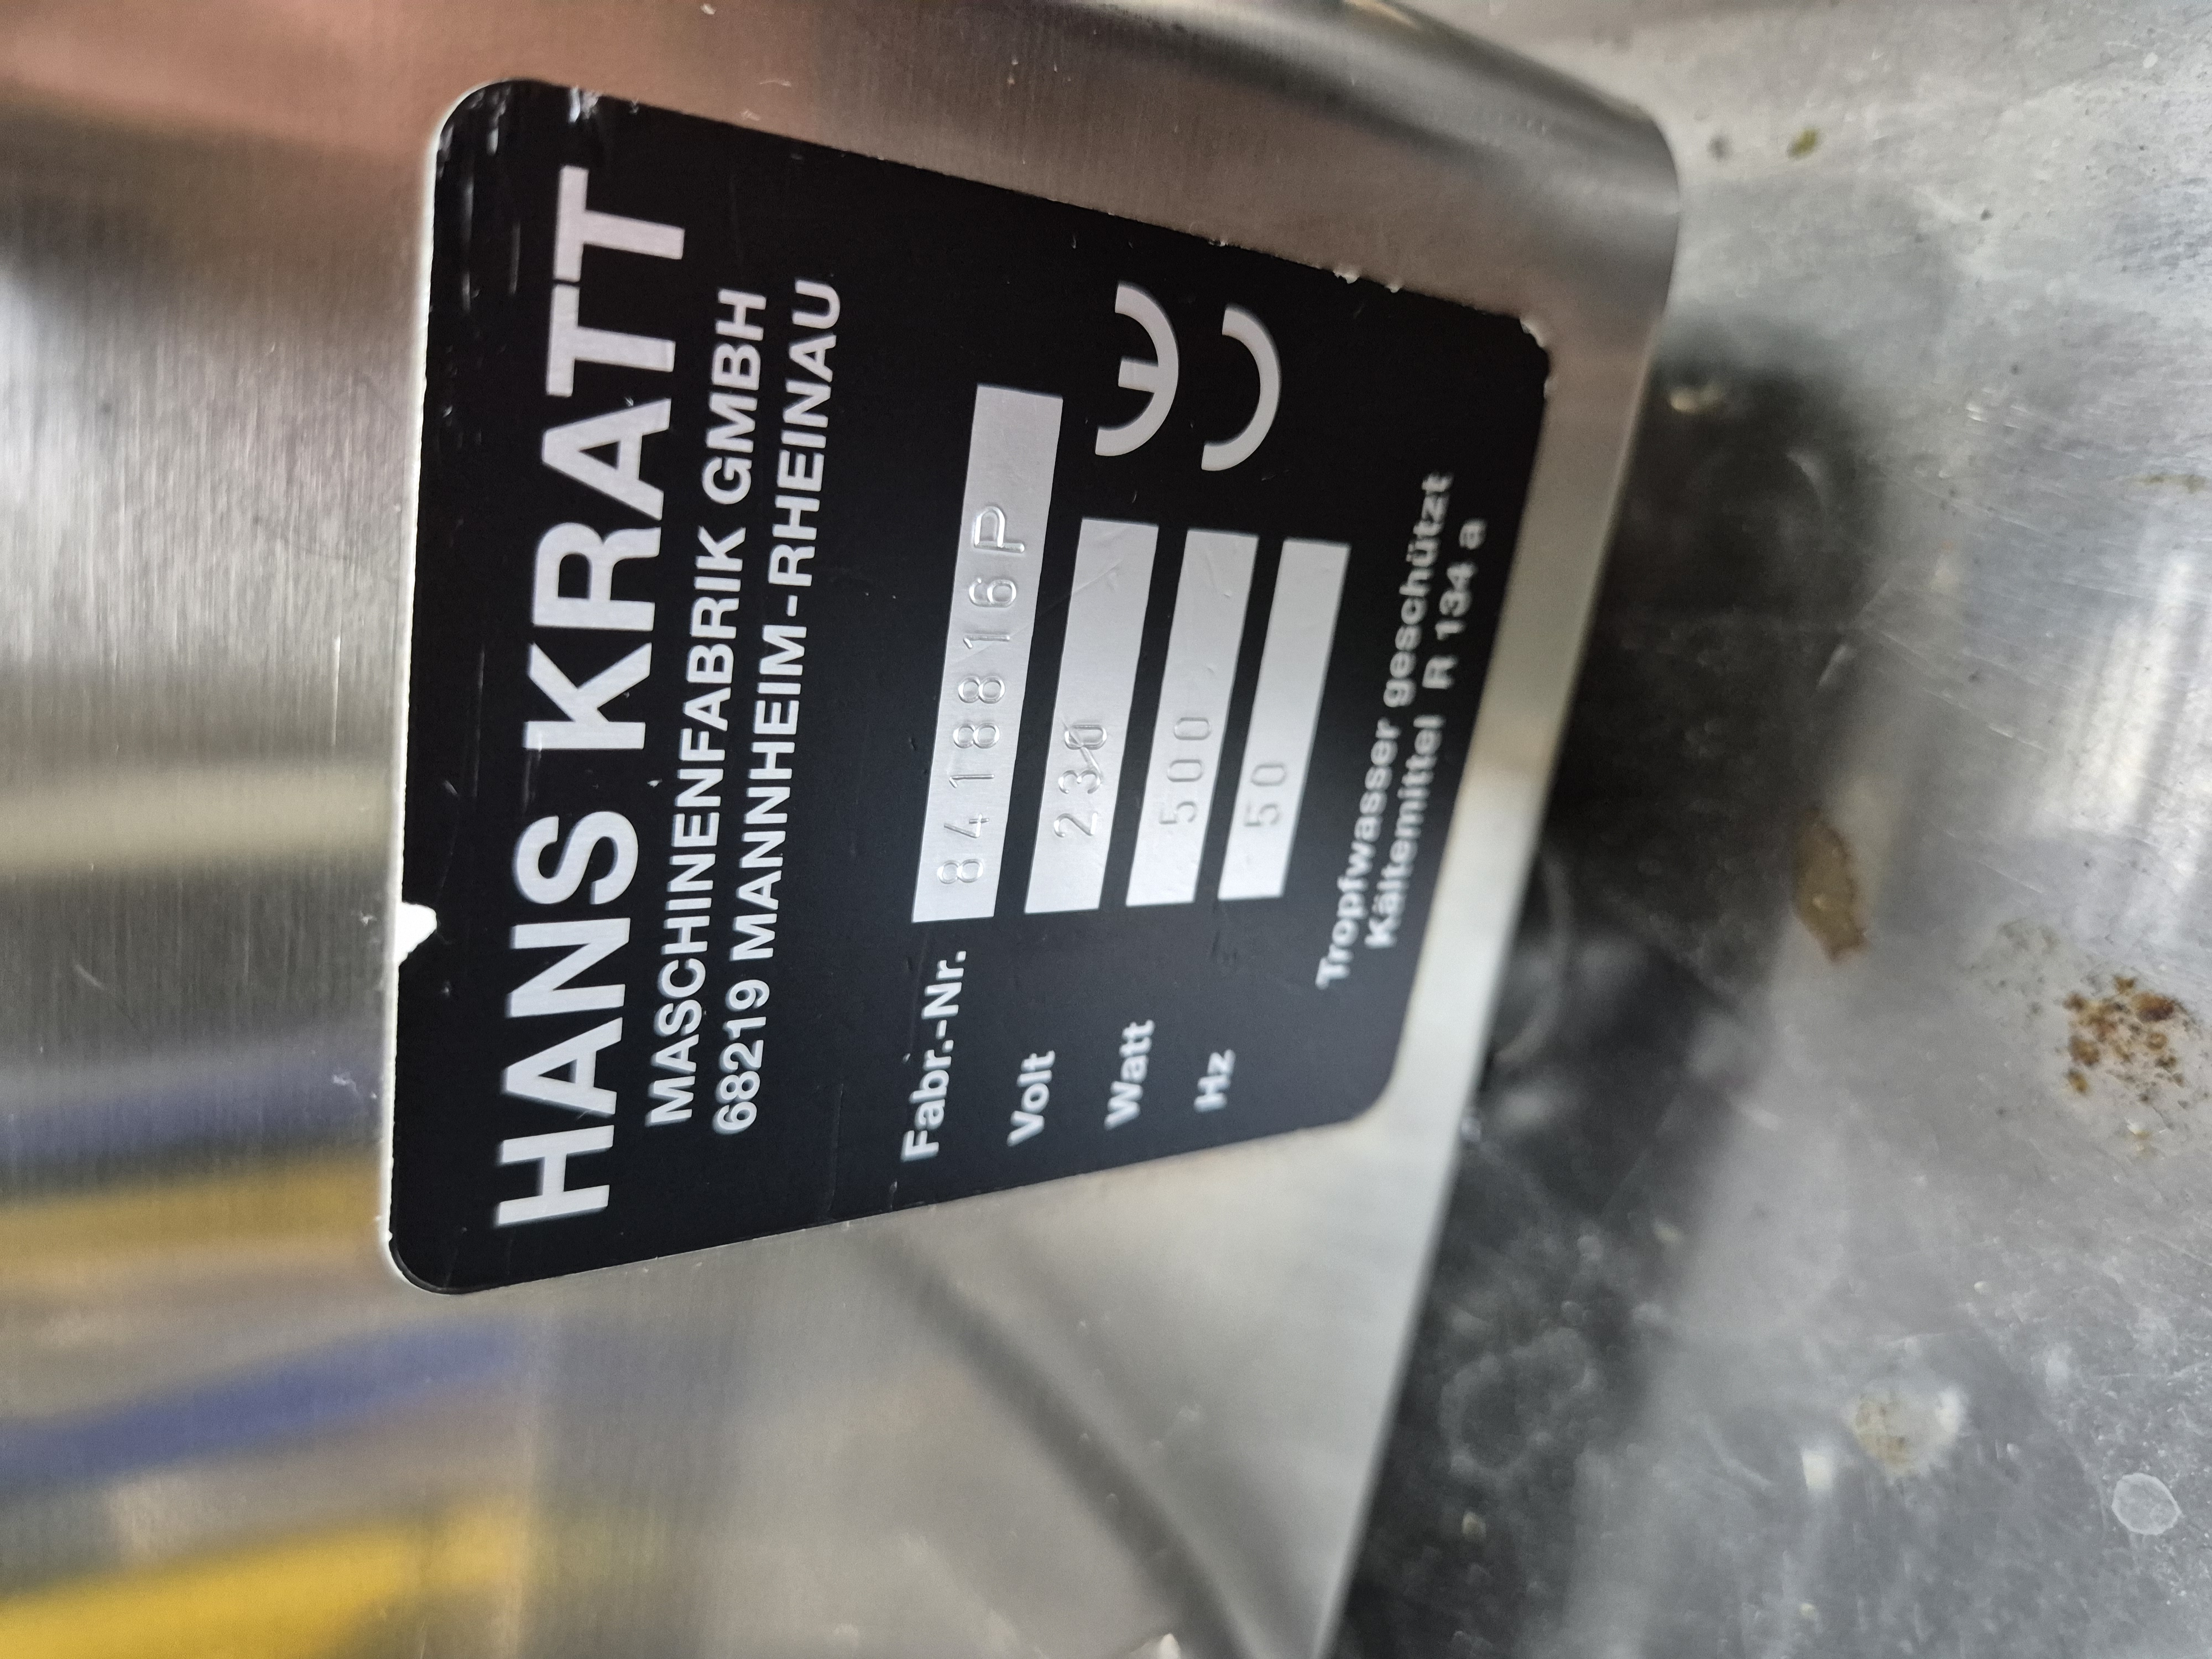 HANS KRATT
MASCHINENFABRIK GMBH
68219 MANNHEIM-RHEINAU
Fabr.-Nr. 8418816P
Volt 230
Watt 500
Hz 50
CE
Tropfwasser geschützt
Kältemittel R 134 a